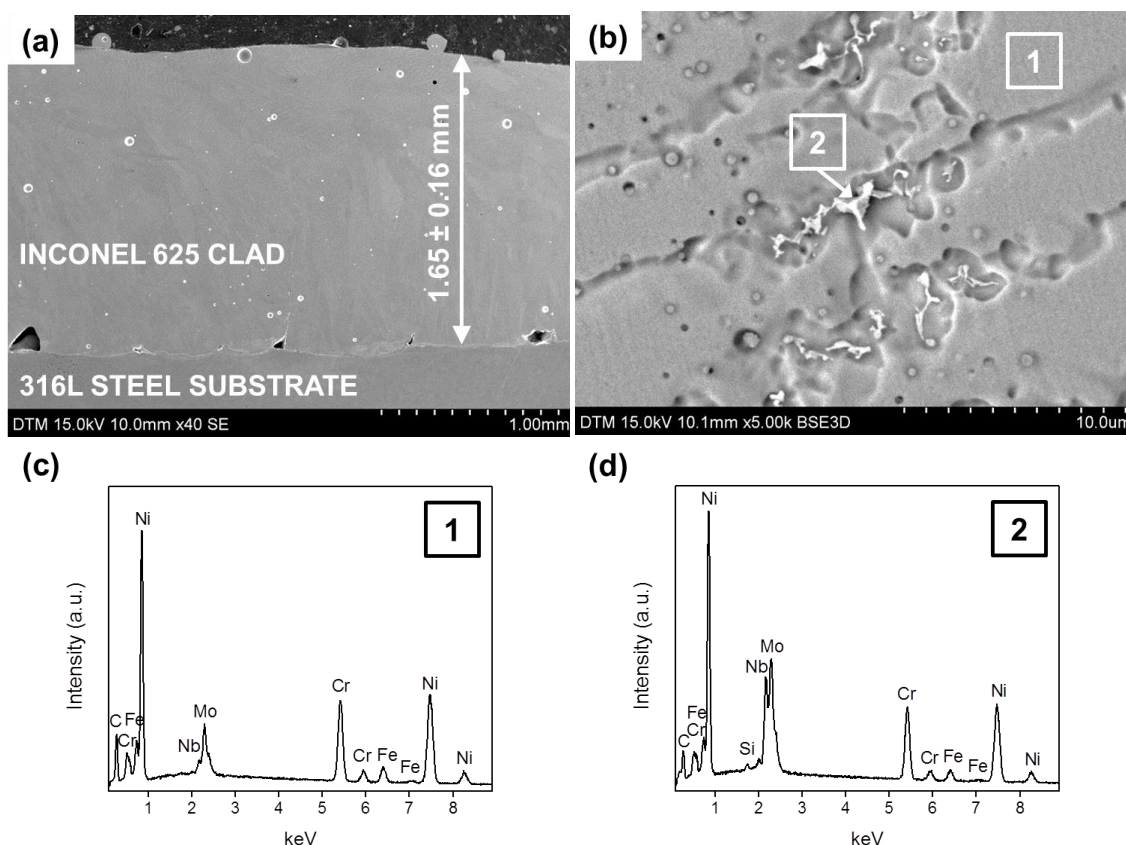 (a)
1.65 ± 0.16 mm
INCONEL 625 CLAD
316L STEEL SUBSTRATE
DTM 15.0kV 10.0mm x40 SE 1.00mm
(b)
1
2
DTM 15.0kV 10.1mm x5.00k BSE3D 10.0um
(c)
1
Ni
C
Fe
Cr
Nb
Mo
Cr
Cr
Fe
Fe
Ni
Ni
Intensity (a.u.)
1 2 3 4 5 6 7 8
keV
(d)
2
Ni
Fe
Cr
C
Si
Nb
Mo
Cr
Cr
Fe
Fe
Ni
Ni
Intensity (a.u.)
1 2 3 4 5 6 7 8
keV